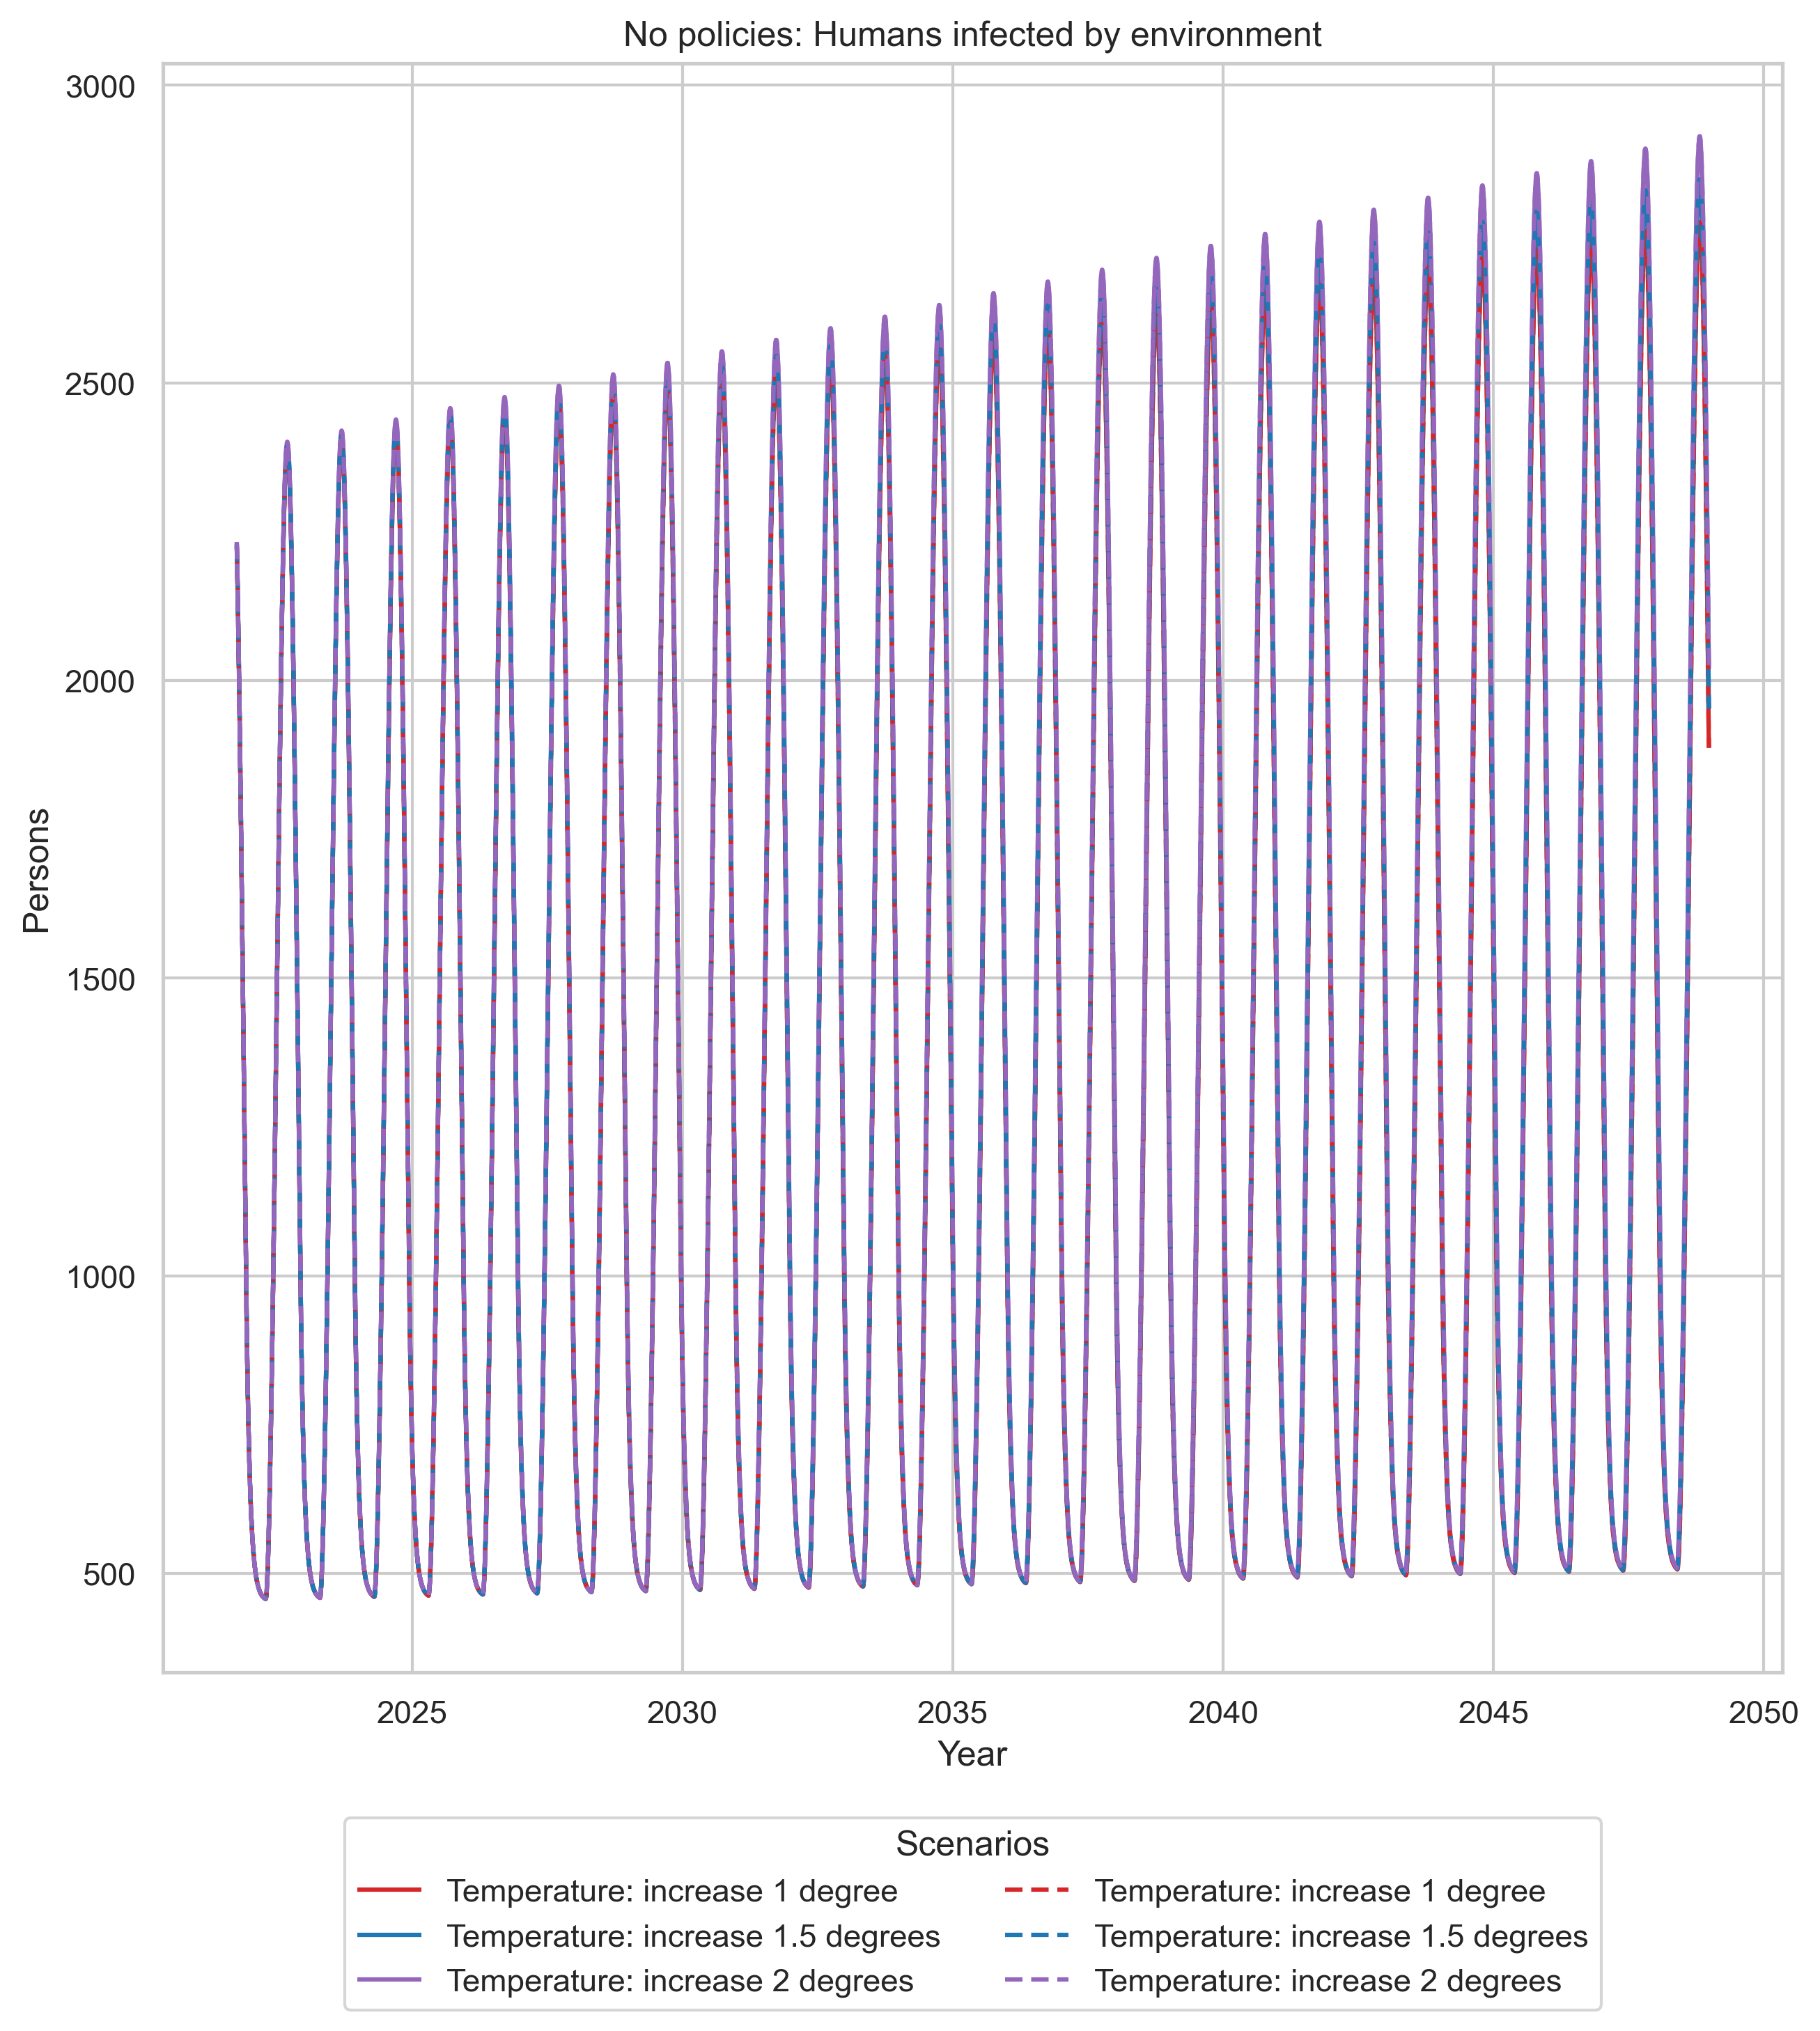 No policies: Humans infected by environment
3000
2500
2000
1500
1000
500
Persons
2025 2030 2035 2040 2045 2050
Year
Scenarios
Temperature: increase 1 degree Temperature: increase 1 degree
Temperature: increase 1.5 degrees Temperature: increase 1.5 degrees
Temperature: increase 2 degrees Temperature: increase 2 degrees